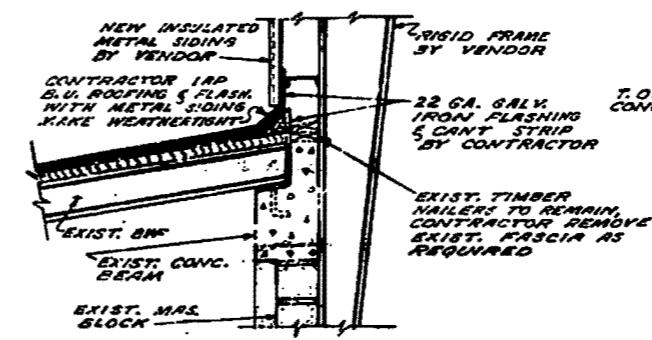 NEW INSULATED
METAL SIDING
BY VENDOR
CONTRACTOR LAP
B.U. ROOFING & FLASH.
WITH METAL SIDING
MAKE WEATHERTIGHT
RIGID FRAME
BY VENDOR
22 GA. GALV.
IRON FLASHING
& CANT STRIP
BY CONTRACTOR
T.O.
EXIST. TIMBER
NAILERS TO REMAIN,
CONTRACTOR REMOVE
EXIST. FASCIA AS
REQUIRED
EXIST. 8WF
EXIST. CONC.
BEAM
EXIST. MAS.
BLOCK